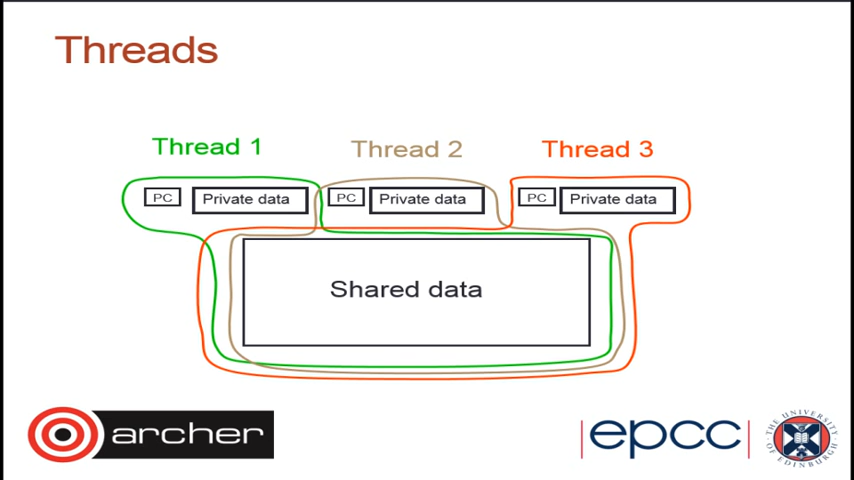 Threads
Thread 1 Thread 2 Thread 3
PC Private data PC Private data PC Private data
Shared data
archer
epcc
THE UNIVERSITY OF EDINBURGH